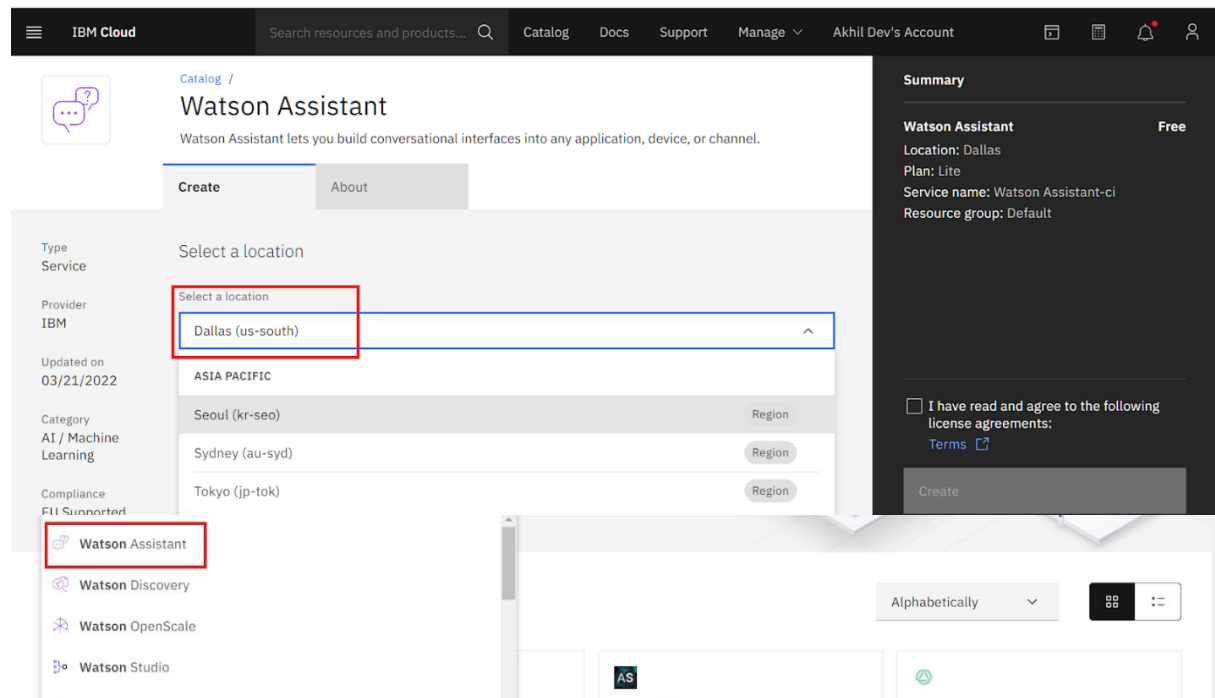 IBM Cloud
Search resources and products...
Catalog
Docs
Support
Manage
Akhil Dev's Account
Catalog /
Watson Assistant
Watson Assistant lets you build conversational interfaces into any application, device, or channel.
Create
About
Type
Service
Provider
IBM
Updated on
03/21/2022
Category
AI / Machine
Learning
Compliance
EU Supported
Select a location
Select a location
Dallas (us-south)
ASIA PACIFIC
Seoul (kr-seo)
Region
Sydney (au-syd)
Region
Tokyo (jp-tok)
Region
Summary
Watson Assistant
Free
Location: Dallas
Plan: Lite
Service name: Watson Assistant-ci
Resource group: Default
I have read and agree to the following
license agreements:
Terms
Create
Watson Assistant
Watson Discovery
Watson OpenScale
Watson Studio
Alphabetically
AS